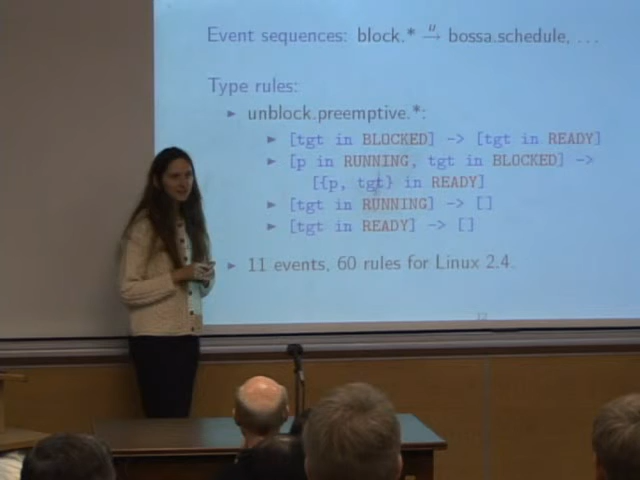 Event sequences: block.* u→ bossa.schedule, ...
Type rules:
► unblock.preemptive.*:
► [tgt in BLOCKED] -> [tgt in READY]
► [p in RUNNING, tgt in BLOCKED] ->
[{p, tgt} in READY]
► [tgt in RUNNING] -> []
► [tgt in READY] -> []
► 11 events, 60 rules for Linux 2.4.